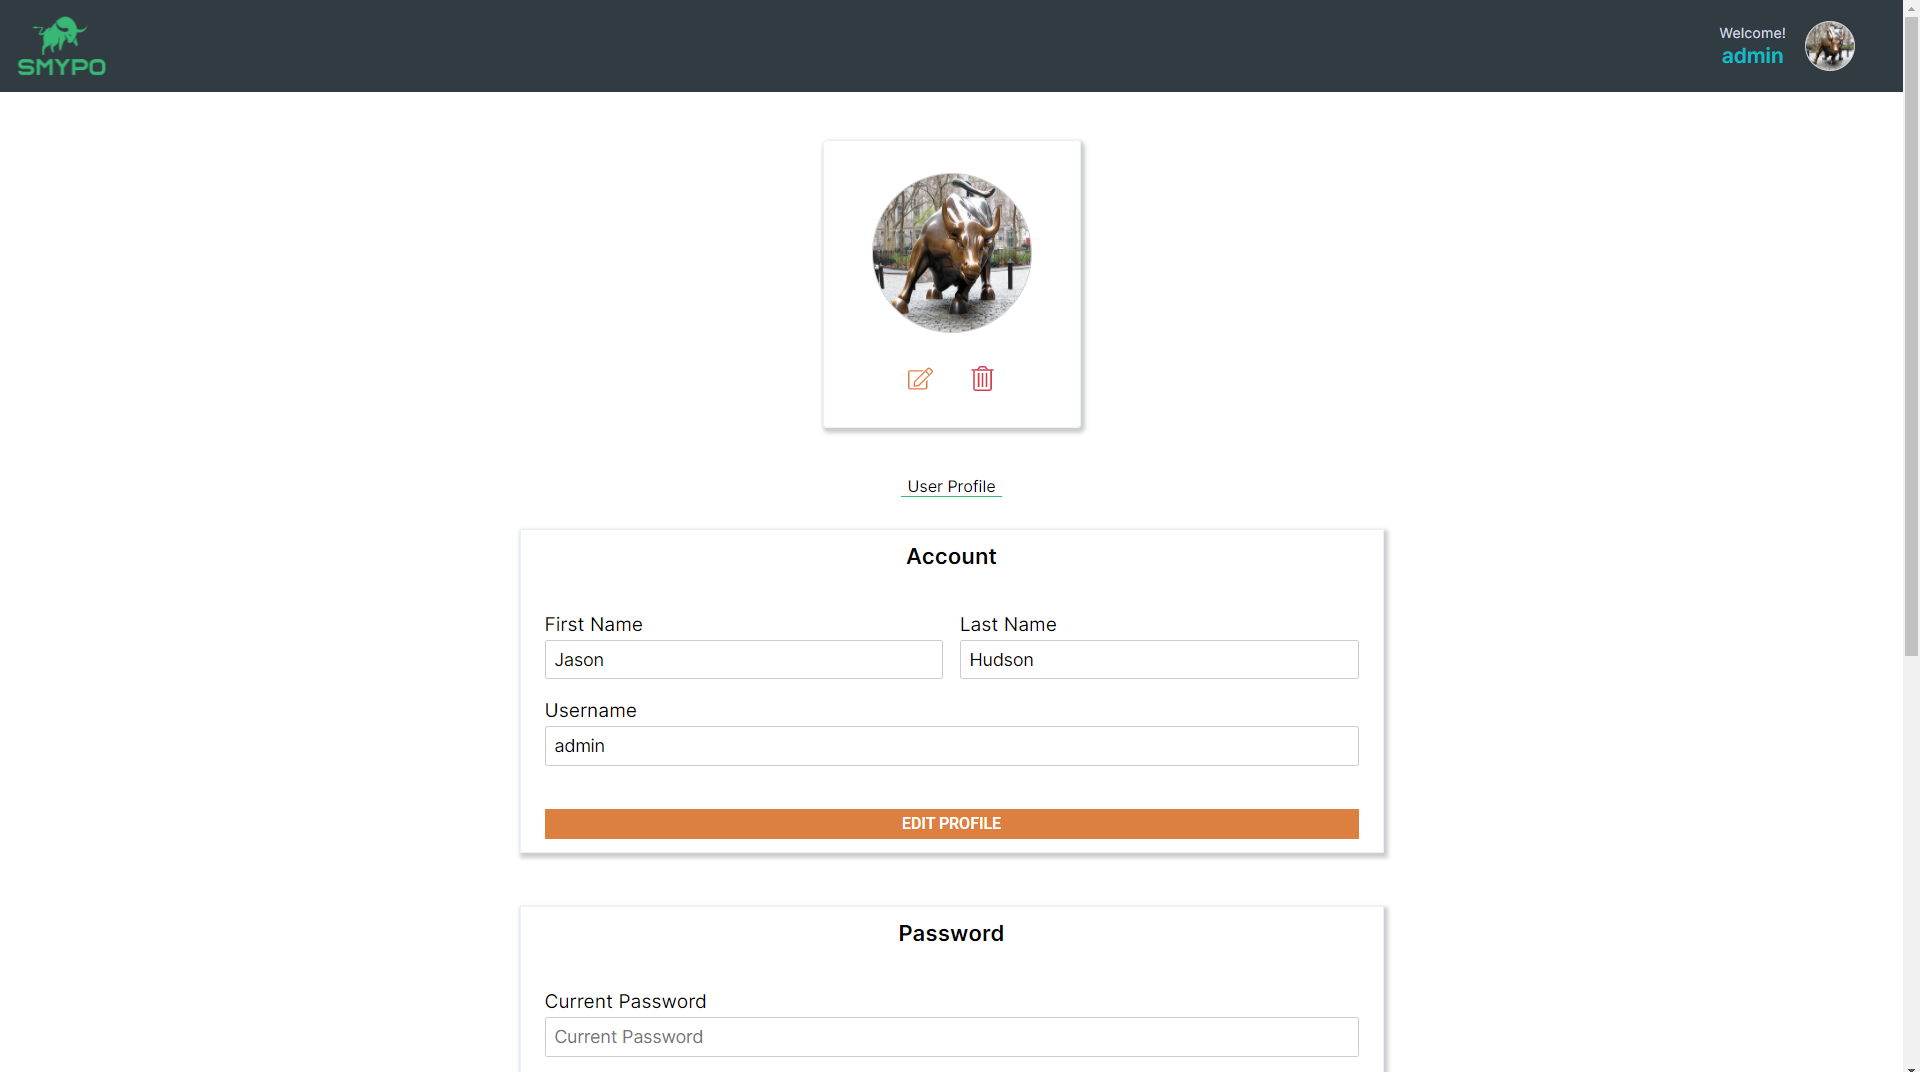 SMYPO
Welcome!
admin
User Profile
Account
First Name
Last Name
Jason
Hudson
Username
admin
EDIT PROFILE
Password
Current Password
Current Password